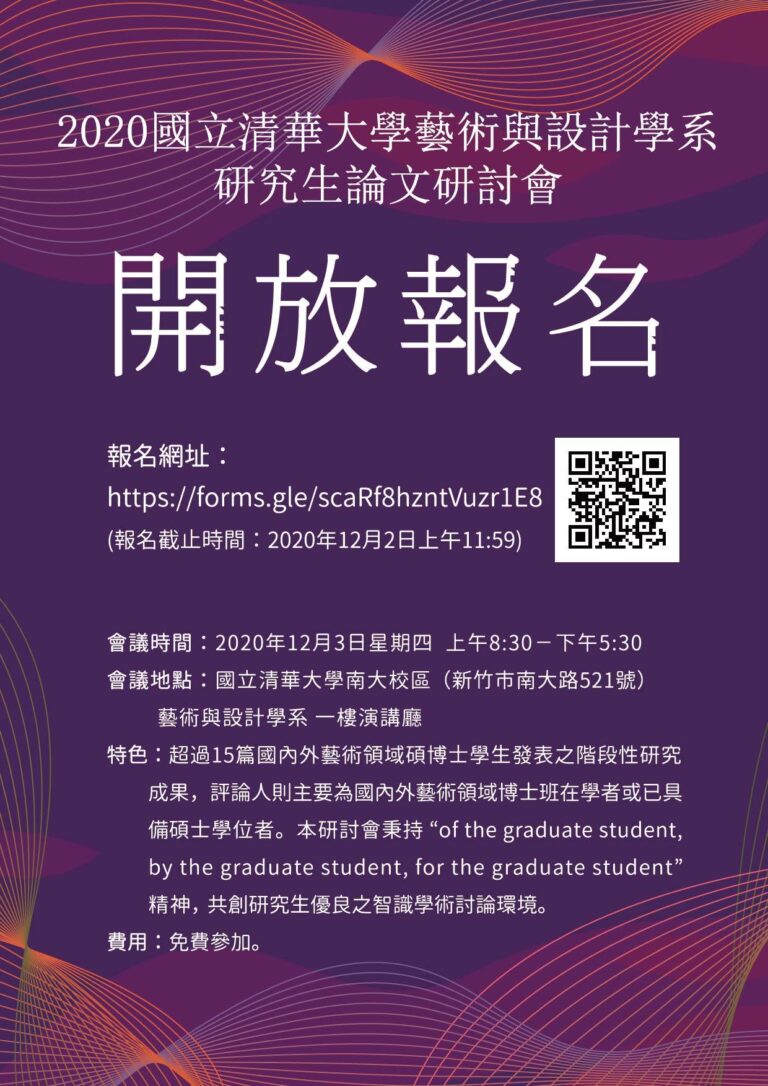 2020國立清華大學藝術與設計學系
研究生論文研討會
開放報名
報名網址：
https://forms.gle/scaRf8hzntVuzr1E8
(報名截止時間：2020年12月2日上午11:59)
會議時間：2020年12月3日星期四 上午8:30－下午5:30
會議地點：國立清華大學南大校區（新竹市南大路521號）
藝術與設計學系 一樓演講廳
特色：超過15篇國內外藝術領域碩博士學生發表之階段性研究
成果，評論人則主要為國內外藝術領域博士班在學者或已具
備碩士學位者。本研討會秉持 “of the graduate student,
by the graduate student, for the graduate student”
精神，共創研究生優良之智識學術討論環境。
費用：免費參加。